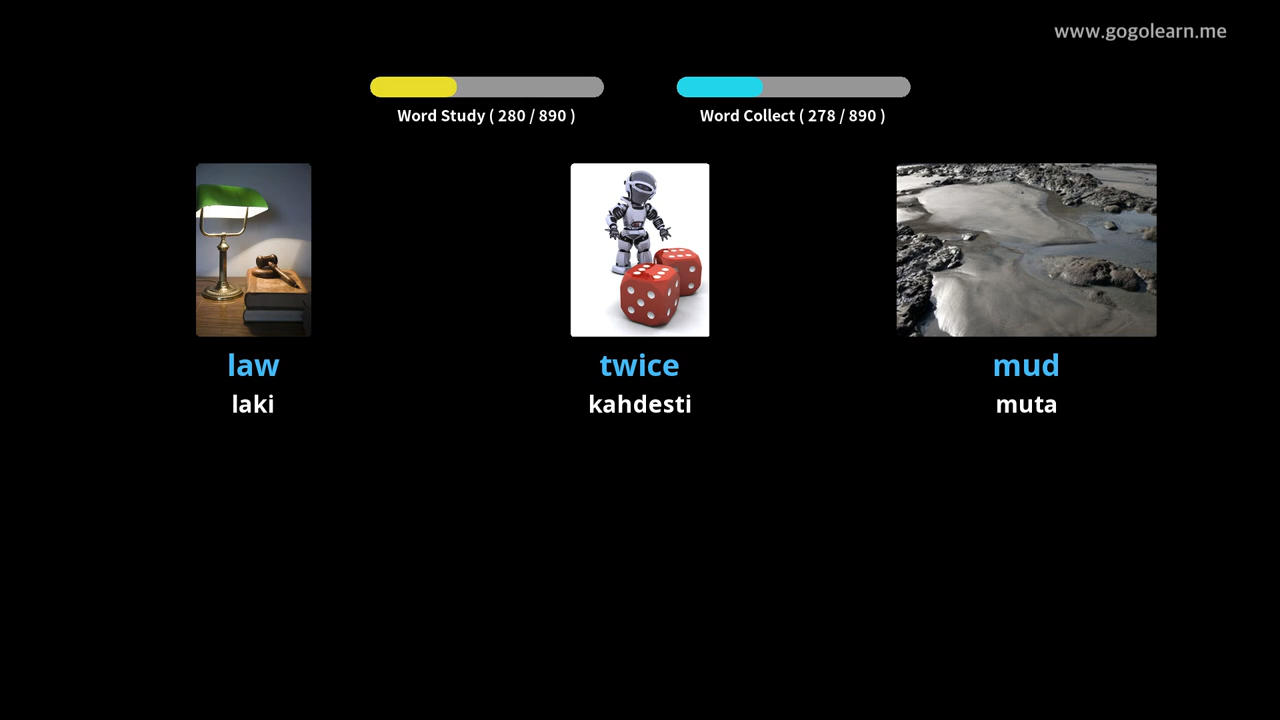 www.gogolearn.me
Word Study ( 280 / 890 )
Word Collect ( 278 / 890 )
law
twice
mud
laki
kahdesti
muta